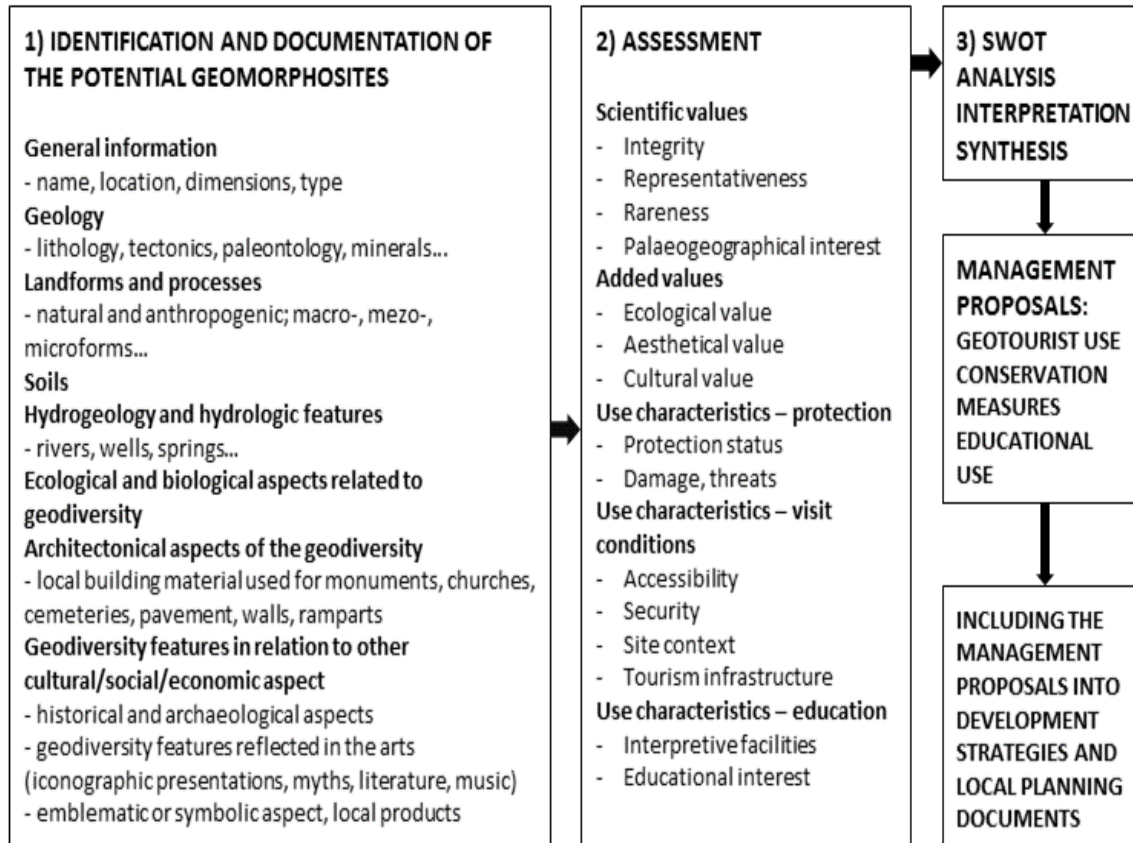 1) IDENTIFICATION AND DOCUMENTATION OF
THE POTENTIAL GEOMORPHOSITES
General information
- name, location, dimensions, type
Geology
- lithology, tectonics, paleontology, minerals...
Landforms and processes
- natural and anthropogenic; macro-, mezo-,
microforms...
Soils
Hydrogeology and hydrologic features
- rivers, wells, springs...
Ecological and biological aspects related to
geodiversity
Architectonical aspects of the geodiversity
- local building material used for monuments, churches,
cemeteries, pavement, walls, ramparts
Geodiversity features in relation to other
cultural/social/economic aspect
- historical and archaeological aspects
- geodiversity features reflected in the arts
(iconographic presentations, myths, literature, music)
- emblematic or symbolic aspect, local products
2) ASSESSMENT
Scientific values
- Integrity
- Representativeness
- Rareness
- Palaeogeographical interest
Added values
- Ecological value
- Aesthetical value
- Cultural value
Use characteristics – protection
- Protection status
- Damage, threats
Use characteristics – visit
conditions
- Accessibility
- Security
- Site context
- Tourism infrastructure
Use characteristics – education
- Interpretive facilities
- Educational interest
3) SWOT
ANALYSIS
INTERPRETATION
SYNTHESIS
MANAGEMENT
PROPOSALS:
GEOTOURIST USE
CONSERVATION
MEASURES
EDUCATIONAL
USE
INCLUDING THE
MANAGEMENT
PROPOSALS INTO
DEVELOPMENT
STRATEGIES AND
LOCAL PLANNING
DOCUMENTS